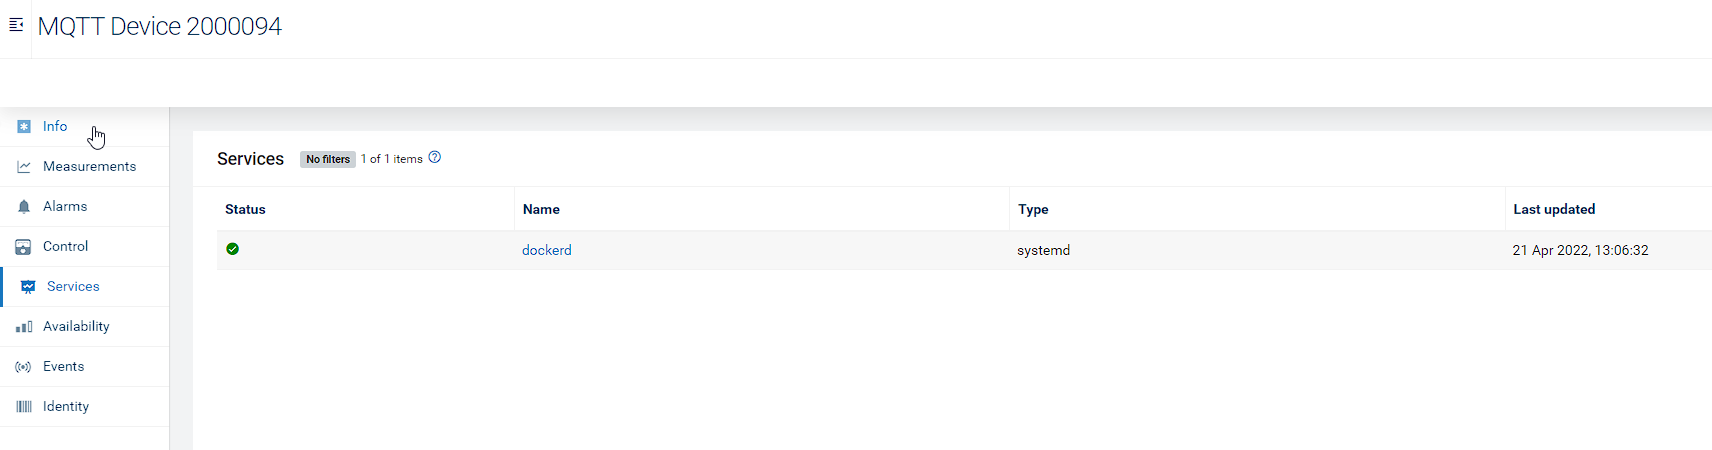 MQTT Device 2000094
Info
Measurements
Alarms
Control
Services
Availability
Events
Identity
Services No filters 1 of 1 items
Status Name Type Last updated
dockerd systemd 21 Apr 2022, 13:06:32